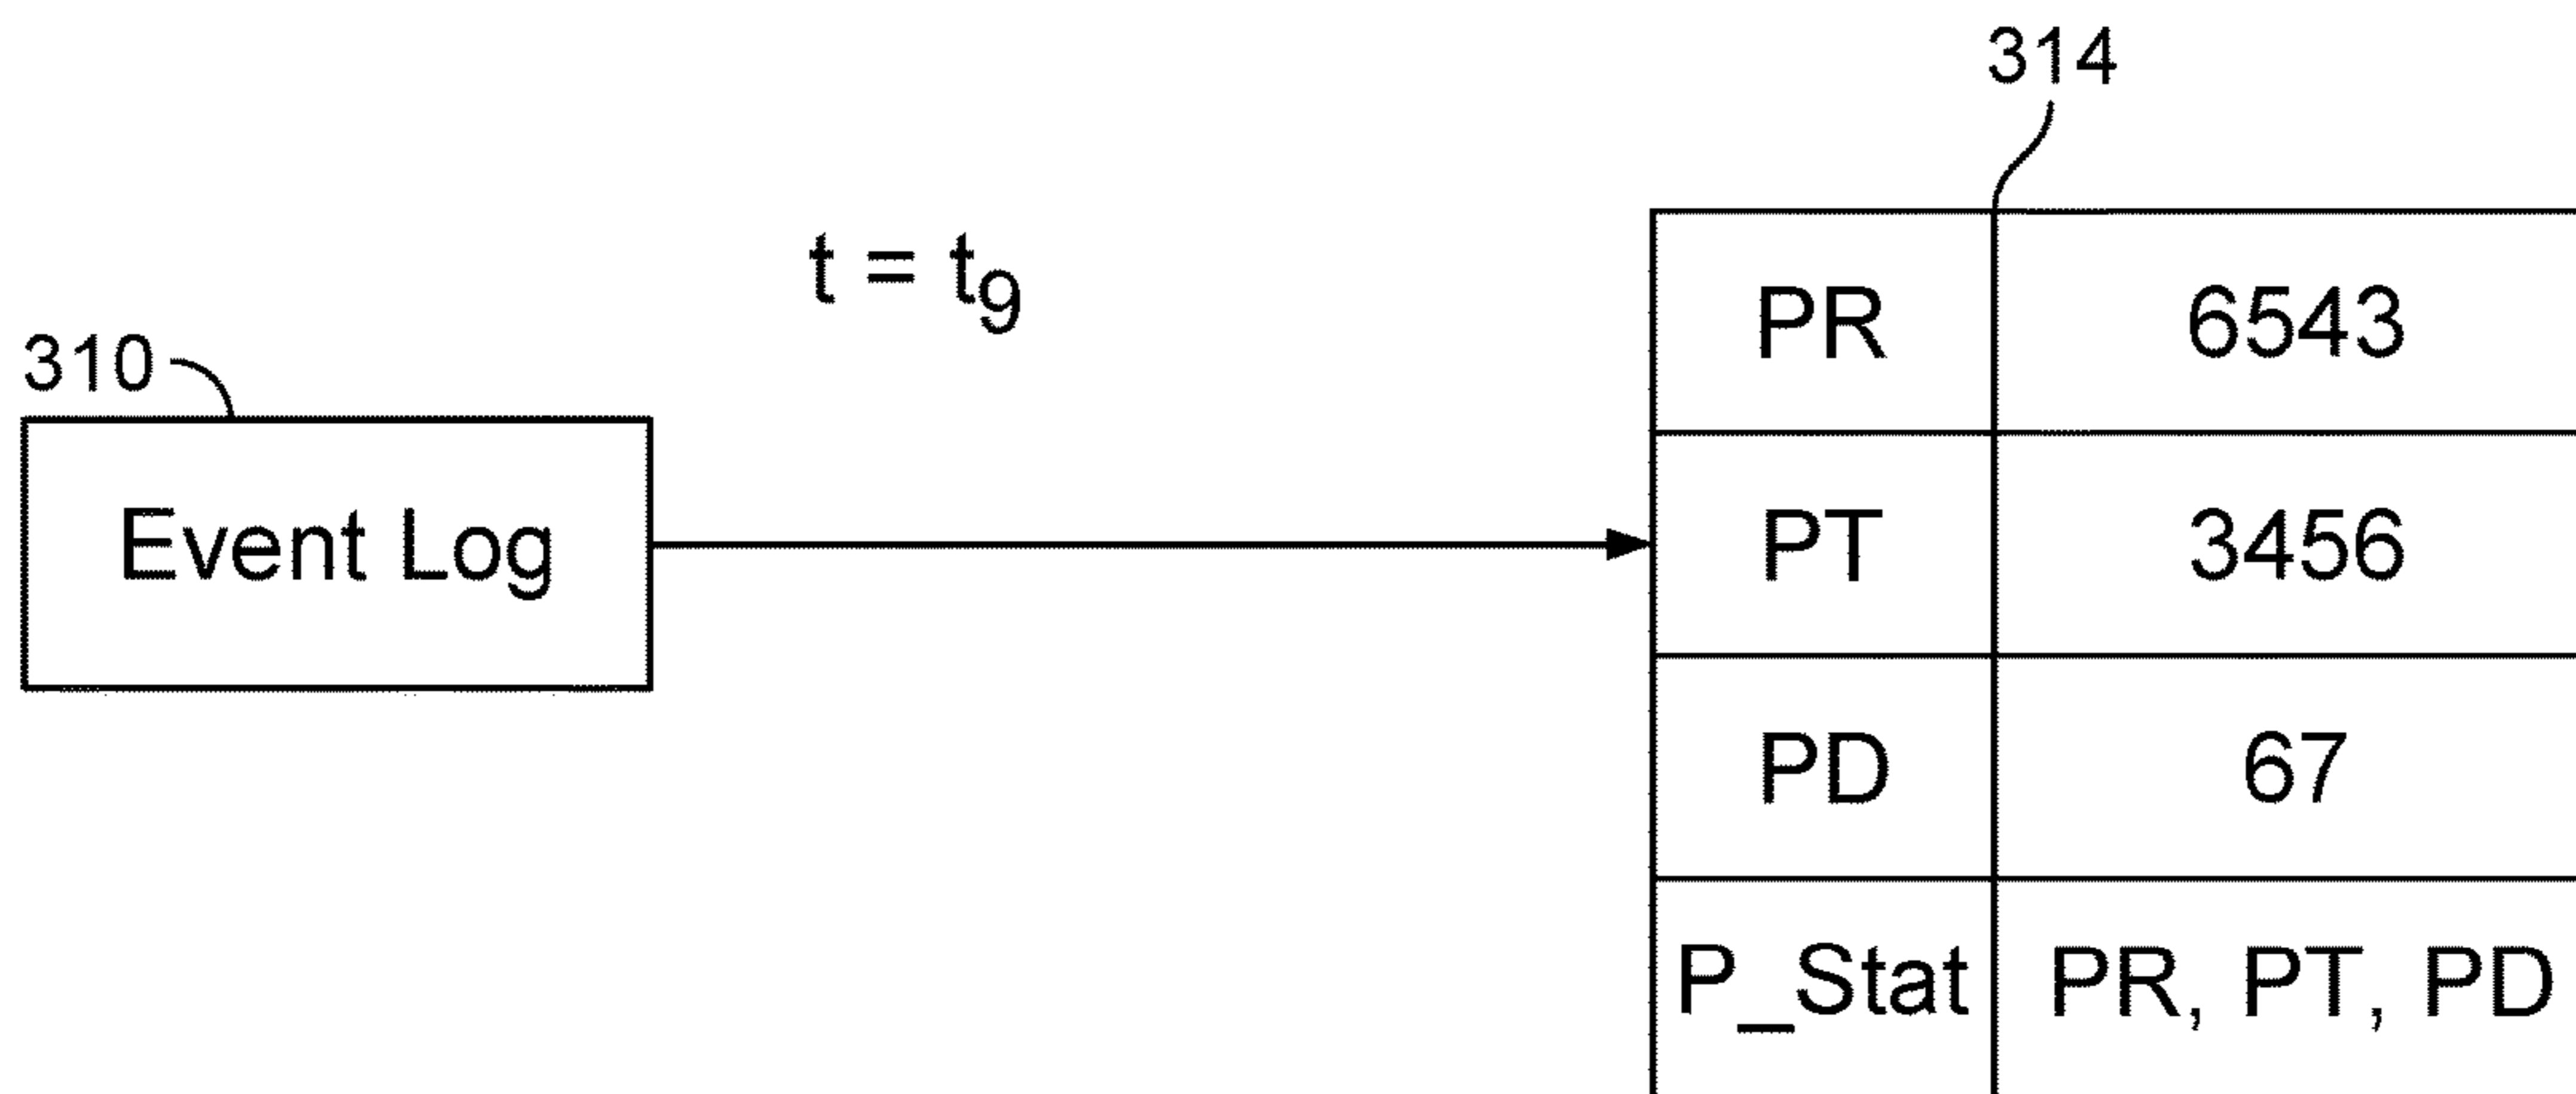 314
t = t9
310
Event Log
PR 6543
PT 3456
PD 67
P_Stat PR, PT, PD